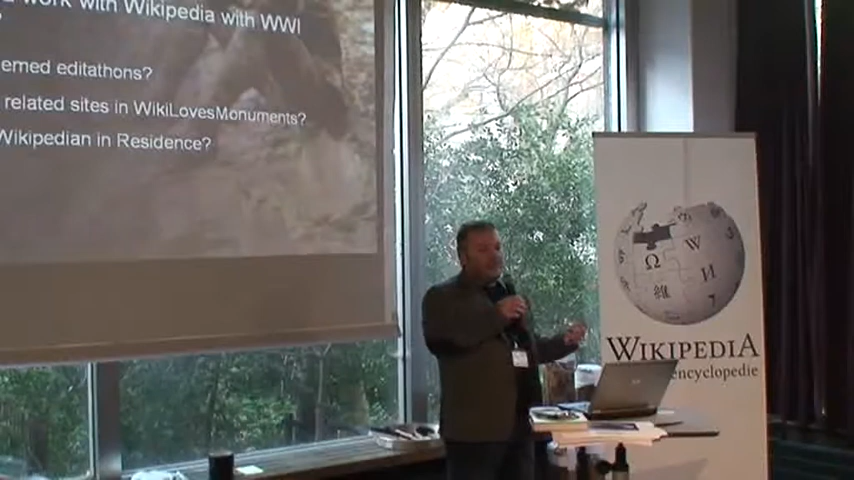 work with Wikipedia with WWI
?
emed editathons?
related sites in WikiLovesMonuments?
Wikipedian in Residence?
Ω
W
И
WIKIPEDIA
Encyclopedie